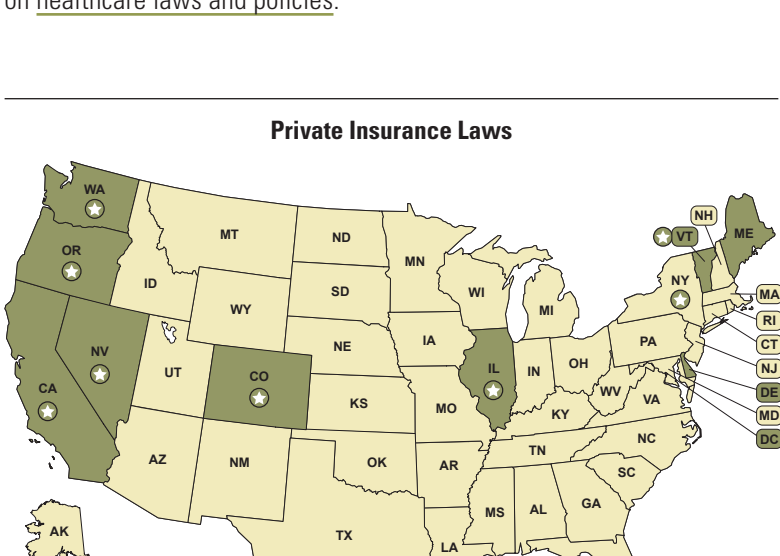 on healthcare laws and policies.
Private Insurance Laws
WA
NH
VT
ME
MT
ND
OR
MN
ID
SD
WI
NY
MA
WY
MI
RI
NV
NE
IA
PA
CT
UT
CO
IL
IN
OH
NJ
CA
KS
MO
WV
VA
DE
KY
MD
NC
DC
AZ
NM
OK
AR
TN
SC
MS
AL
GA
AK
TX
LA